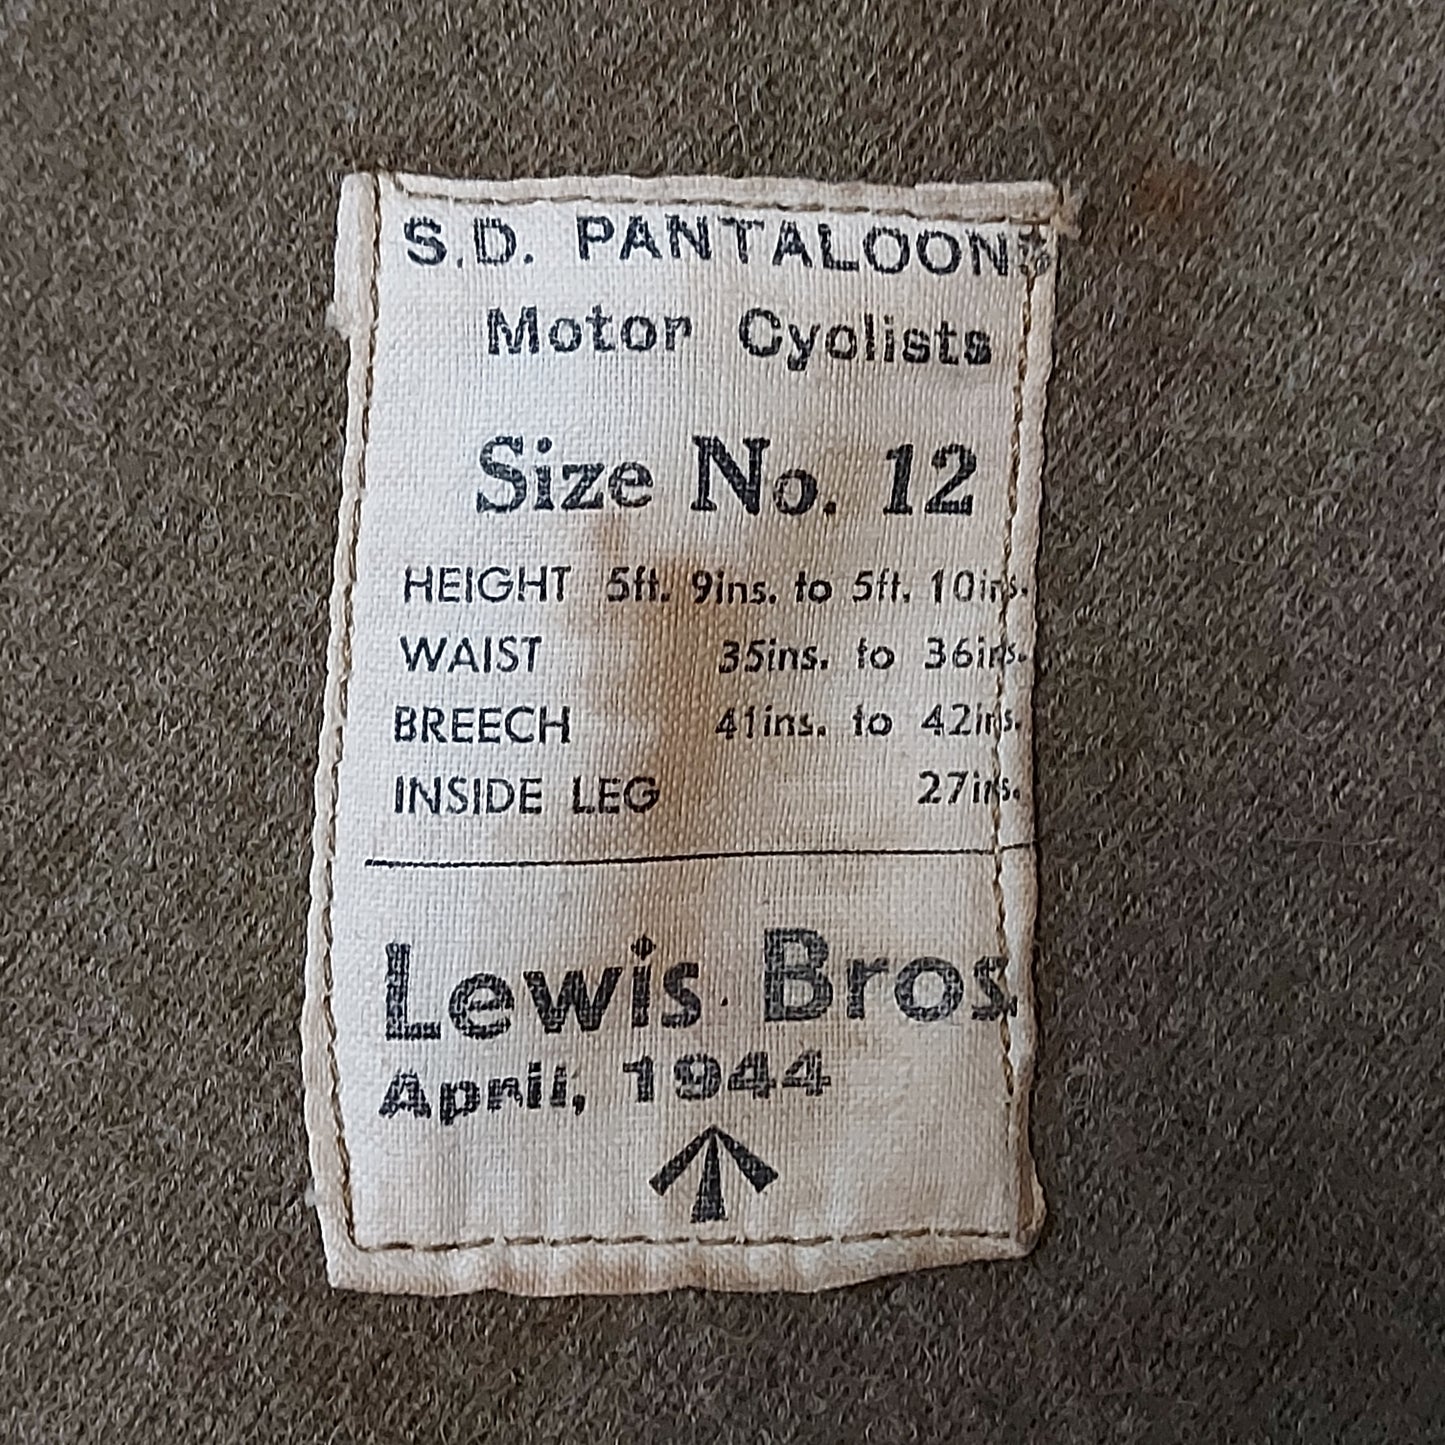 S.D. PANTALOONS
Motor Cyclists
Size No. 12
HEIGHT 5ft. 9ins. to 5ft. 10ins.
WAIST 35ins. to 36ins.
BREECH 41ins. to 42ins.
INSIDE LEG 27ins.
Lewis Bros.
April, 1944